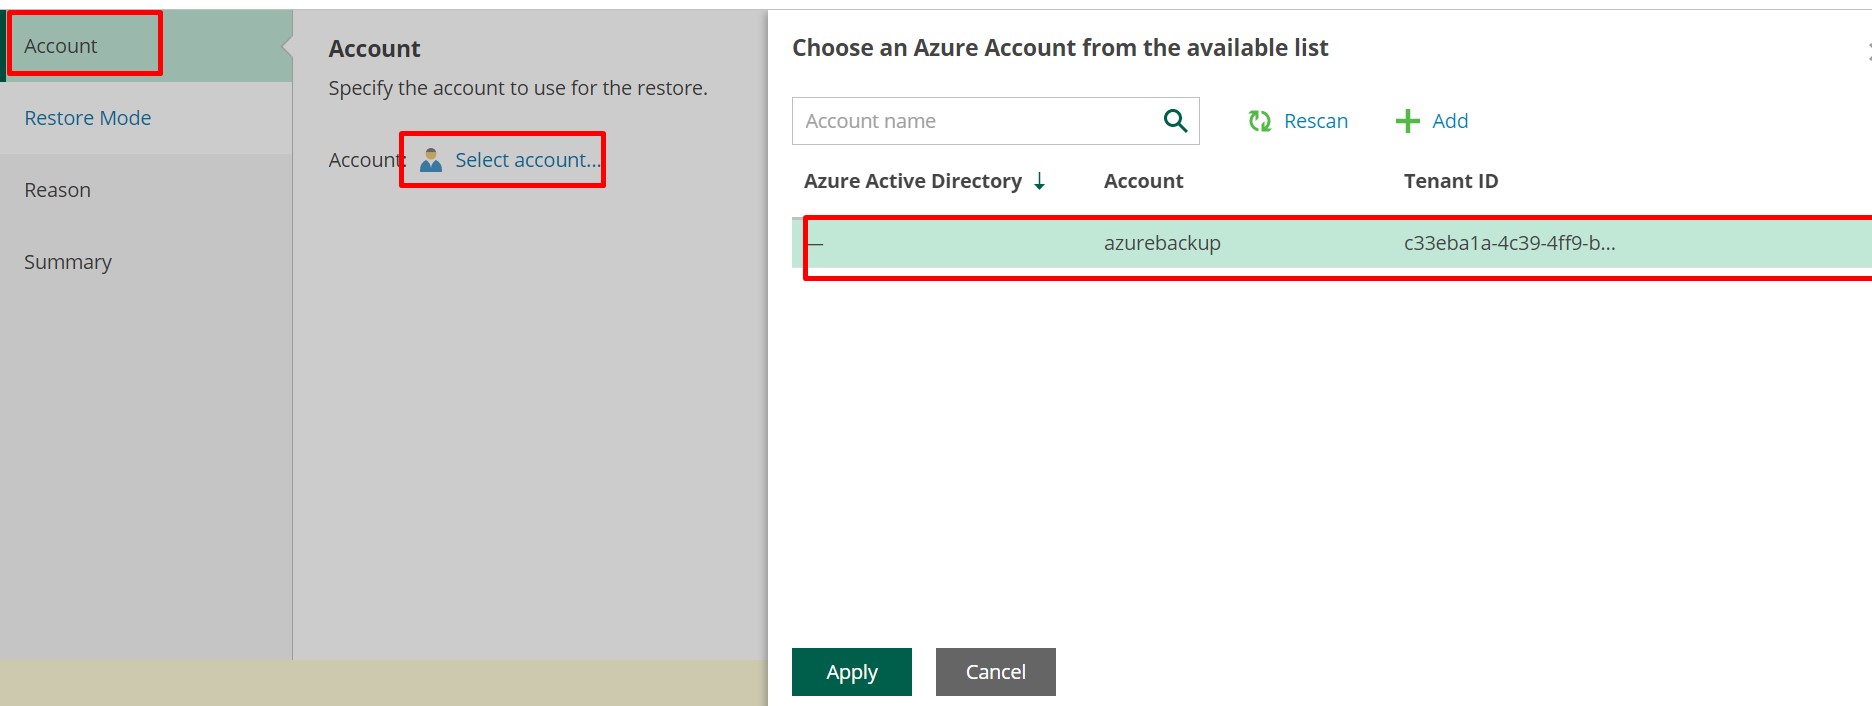 Account
Restore Mode
Reason
Summary
Account
Specify the account to use for the restore.
Account: Select account...
Choose an Azure Account from the available list
Account name Rescan Add
Azure Active Directory Account Tenant ID
— azurebackup c33eba1a-4c39-4ff9-b...
Apply Cancel